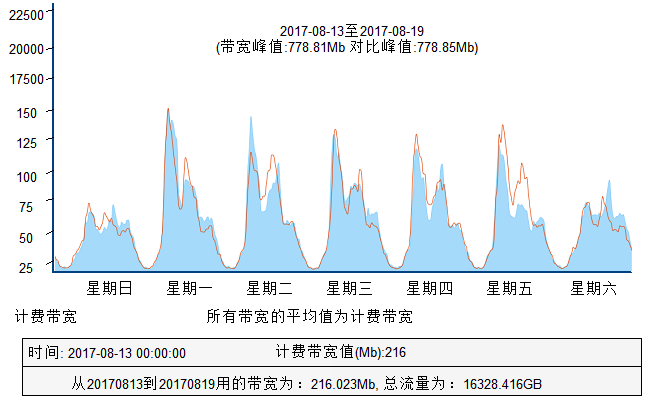 2017-08-13至2017-08-19
(带宽峰值:778.81Mb 对比峰值:778.85Mb)
22500
20000
17500
150
125
100
75
50
25
星期日 星期一 星期二 星期三 星期四 星期五 星期六
计费带宽 所有带宽的平均值为计费带宽
时间: 2017-08-13 00:00:00 计费带宽值(Mb):216
从20170813到20170819用的带宽为：216.023Mb, 总流量为：16328.416GB